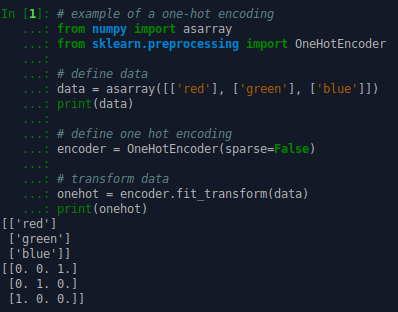 In [1]: # example of a one-hot encoding
   ...: from numpy import asarray
   ...: from sklearn.preprocessing import OneHotEncoder
   ...:
   ...: # define data
   ...: data = asarray([['red'], ['green'], ['blue']])
   ...: print(data)
   ...:
   ...: # define one hot encoding
   ...: encoder = OneHotEncoder(sparse=False)
   ...:
   ...: # transform data
   ...: onehot = encoder.fit_transform(data)
   ...: print(onehot)
[['red']
 ['green']
 ['blue']]
[[0. 0. 1.]
 [0. 1. 0.]
 [1. 0. 0.]]